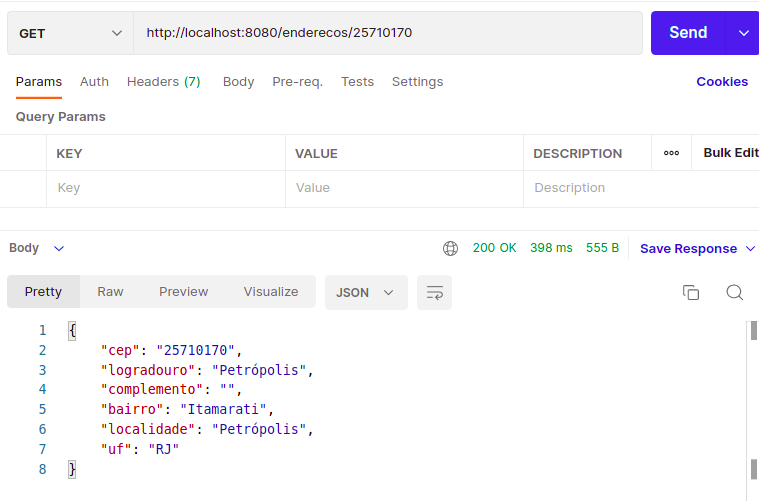 GET http://localhost:8080/enderecos/25710170 Send
Params Auth Headers (7) Body Pre-req. Tests Settings Cookies
Query Params
KEY VALUE DESCRIPTION ooo Bulk Edit
Key Value Description
Body 200 OK 398 ms 555 B Save Response
Pretty Raw Preview Visualize JSON
1 {
2 "cep": "25710170",
3 "logradouro": "Petrópolis",
4 "complemento": "",
5 "bairro": "Itamarati",
6 "localidade": "Petrópolis",
7 "uf": "RJ"
8 }